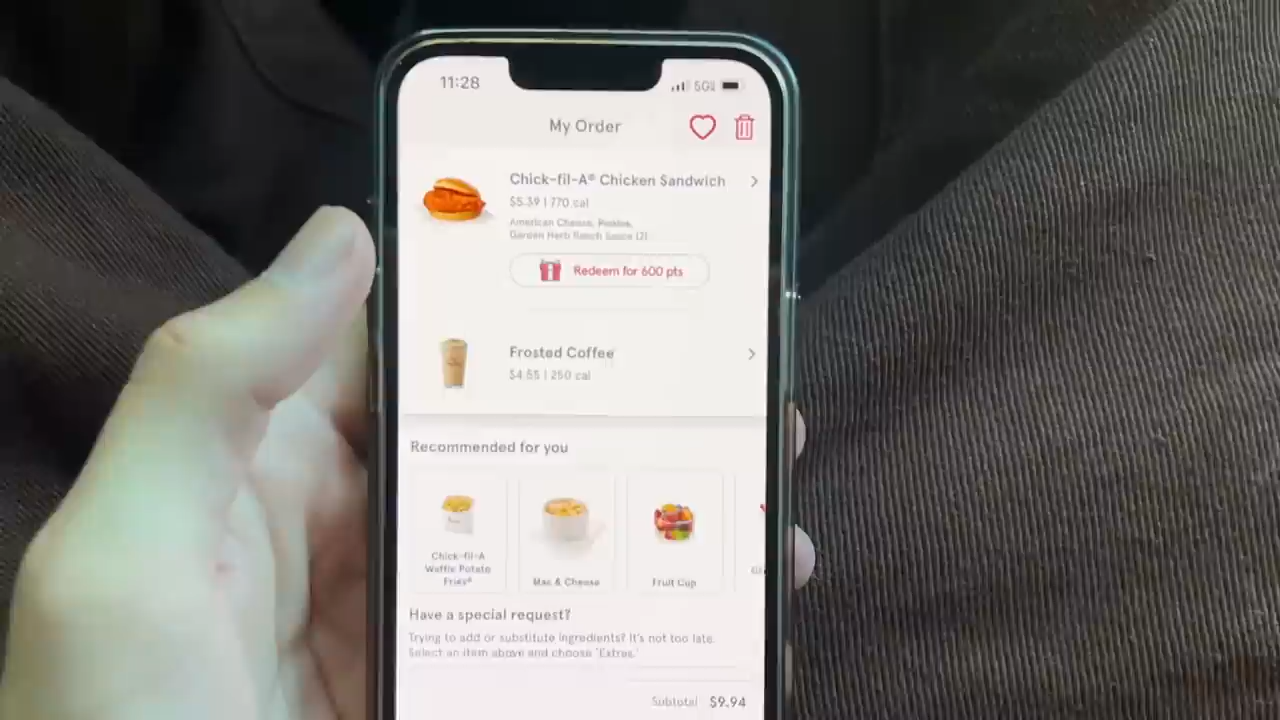 11:28
5G
My Order
Chick-fil-A® Chicken Sandwich
$5.39 | 770 cal
American Cheese, Pickles,
Garden Herb Ranch Sauce (2)
Redeem for 600 pts
Frosted Coffee
$4.55 | 250 cal
Recommended for you
Chick-fil-A
Waffle Potato
Fries®
Mac & Cheese
Fruit Cup
Have a special request?
Trying to add or substitute ingredients? It's not too late.
Select an item above and choose 'Extras.'
Subtotal $9.94